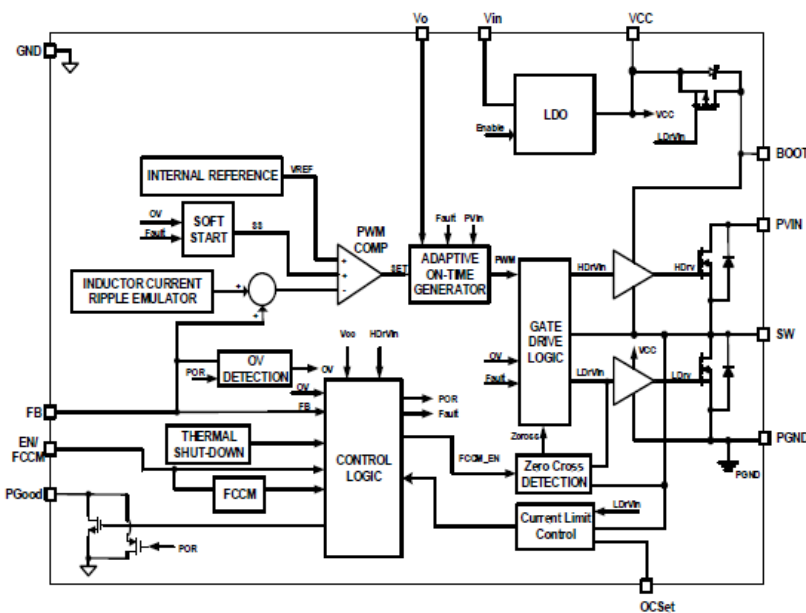 Vo
Vin
VCC
GND
LDO
Enable
VCC
LDrVin
BOOT
INTERNAL REFERENCE
VREF
OV
Fault
SOFT
START
SS
PWM
COMP
SET
Fault
PVin
ADAPTIVE
ON-TIME
GENERATOR
PWM
PVIN
HDrVin
HDrv
INDUCTOR CURRENT
RIPPLE EMULATOR
+
+
+
+
-
GATE
DRIVE
LOGIC
SW
Vcc
HDrVin
OV
DETECTION
POR
OV
OV
Fault
VCC
LDrVin
LDrv
OV
FB
FB
POR
Fault
EN/
FCCM
THERMAL
SHUT-DOWN
CONTROL
LOGIC
Zcross
FCCM_EN
Zero Cross
DETECTION
PGND
PGND
PGood
FCCM
POR
Current Limit
Control
LDrVin
OCSet